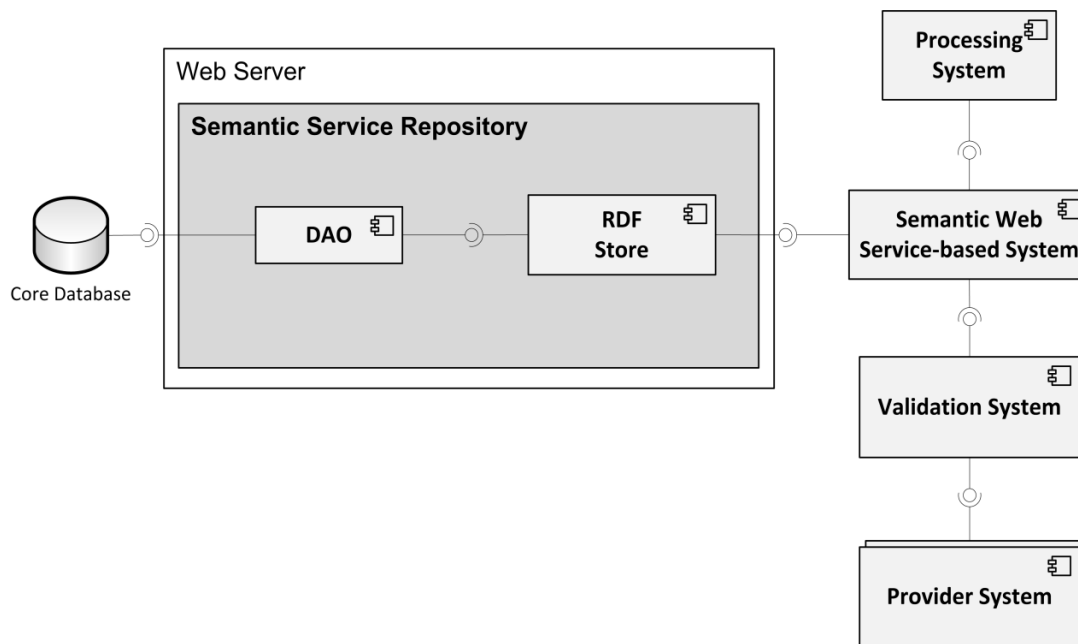 Processing
System
Web Server
Semantic Service Repository
DAO
RDF
Store
Semantic Web
Service-based System
Core Database
Validation System
Provider System